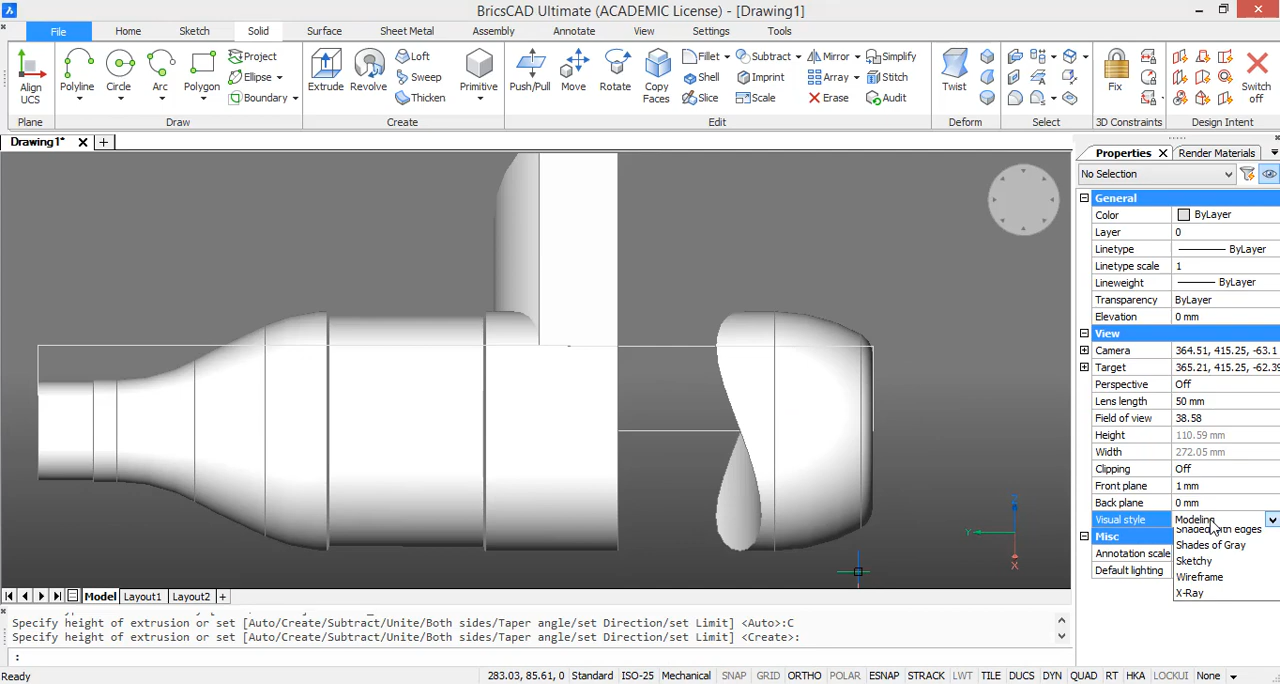 BricsCAD Ultimate (ACADEMIC License) - [Drawing1]
File Home Sketch Solid Surface Sheet Metal Assembly Annotate View Settings Tools
Align UCS
Plane
Polyline Circle Arc Polygon
Project
Ellipse
Boundary
Draw
Extrude Revolve
Loft
Sweep
Thicken
Primitive
Create
Push/Pull Move Rotate Copy Faces
Fillet Subtract Mirror Simplify
Shell Imprint Array Stitch
Slice Scale Erase Audit
Edit
Twist
Deform
Select
Fix
3D Constraints
Switch off
Design Intent
Drawing1*
Properties Render Materials
No Selection
General
Color ByLayer
Layer 0
Linetype ByLayer
Linetype scale 1
Lineweight ByLayer
Transparency ByLayer
Elevation 0 mm
View
Camera 364.51, 415.25, -63.1
Target 365.21, 415.25, -62.39
Perspective Off
Lens length 50 mm
Field of view 38.58
Height 110.59 mm
Width 272.05 mm
Clipping Off
Front plane 1 mm
Back plane 0 mm
Visual style Modeling
Shaded with edges
Shades of Gray
Sketchy
Wireframe
X-Ray
Misc
Annotation scale
Default lighting
Z
Y
X
Model Layout1 Layout2 +
Specify height of extrusion or set [Auto/Create/Subtract/Unite/Both sides/Taper angle/set Direction/set Limit] <Auto>:C
Specify height of extrusion or set [Auto/Create/Subtract/Unite/Both sides/Taper angle/set Direction/set Limit] <Create>:
:
Ready 283.03, 85.61, 0 Standard ISO-25 Mechanical SNAP GRID ORTHO POLAR ESNAP STRACK LWT TILE DUCS DYN QUAD RT HKA LOCKUI None